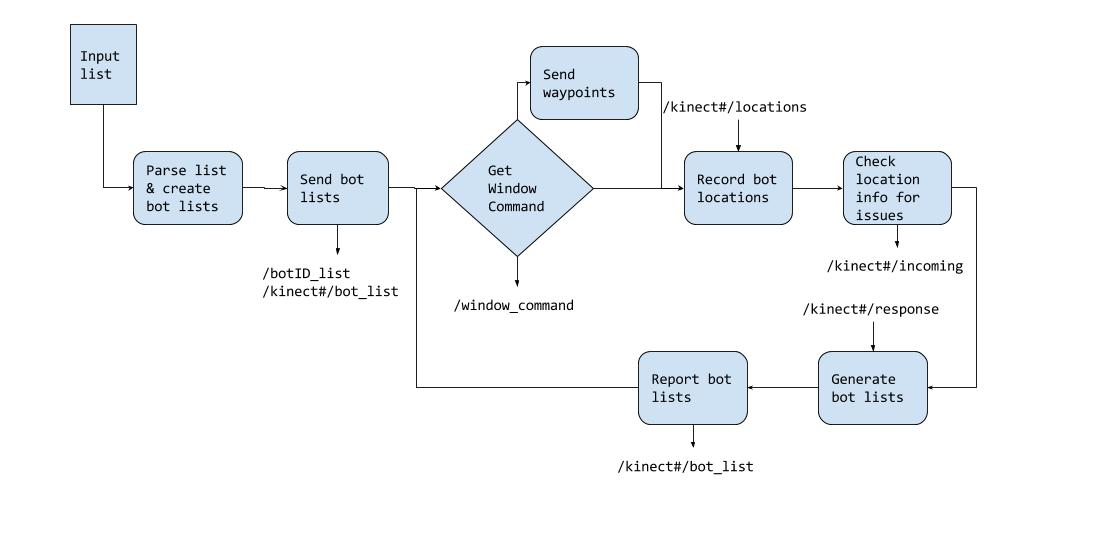 Input
list
Send
waypoints
/kinect#/locations
Parse list
& create
bot lists
Send bot
lists
Get
Window
Command
Record bot
locations
Check
location
info for
issues
/botID_list
/kinect#/bot_list
/window_command
/kinect#/incoming
/kinect#/response
Report bot
lists
Generate
bot lists
/kinect#/bot_list